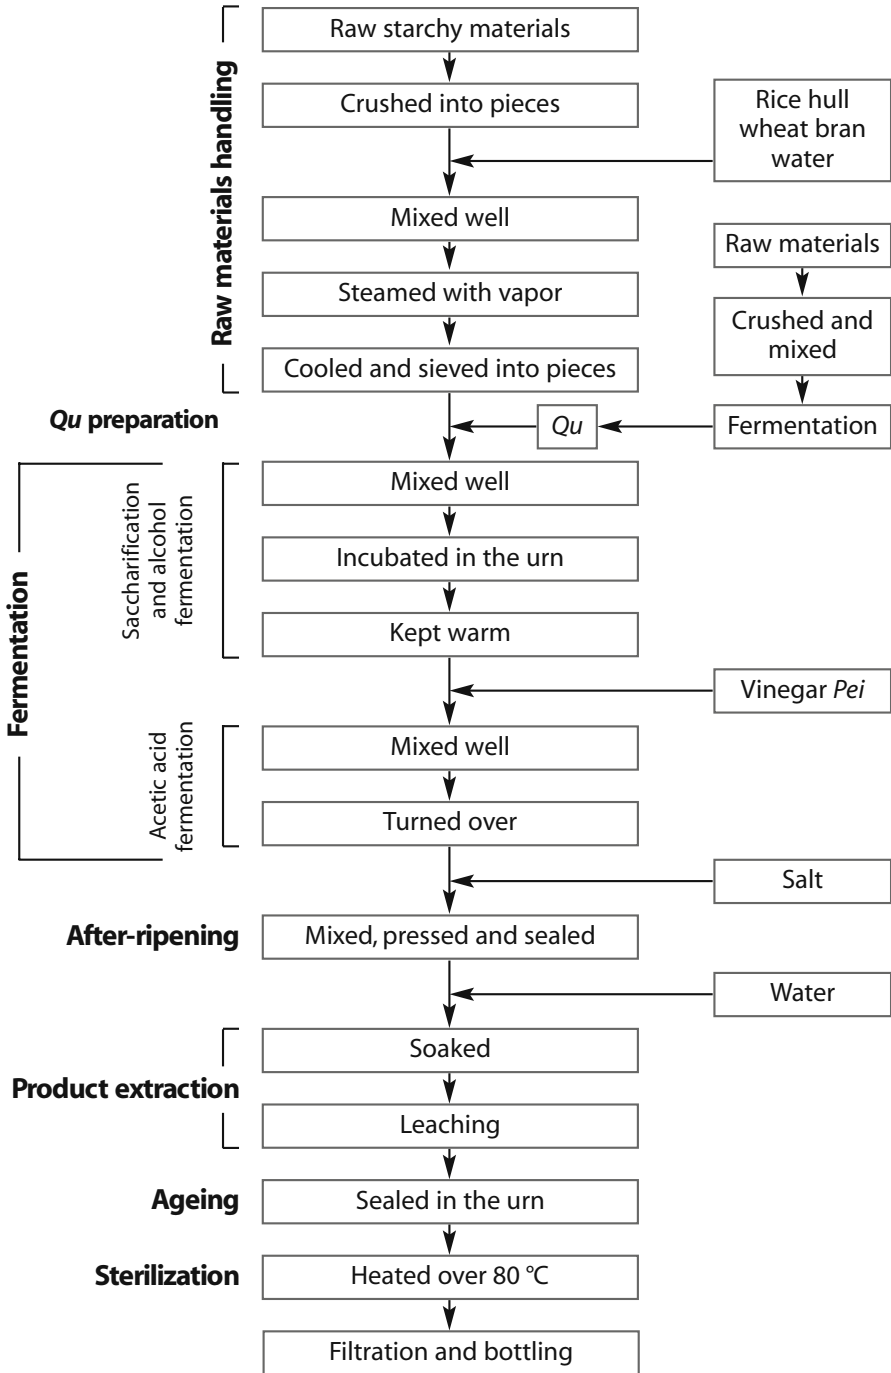 Raw materials handling
Raw starchy materials
Crushed into pieces
Rice hull
wheat bran
water
Mixed well
Steamed with vapor
Cooled and sieved into pieces
Raw materials
Crushed and
mixed
Fermentation
Qu preparation
Qu
Fermentation
Saccharification
and alcohol
fermentation
Mixed well
Incubated in the urn
Kept warm
Vinegar Pei
Acetic acid
fermentation
Mixed well
Turned over
Salt
After-ripening
Mixed, pressed and sealed
Water
Product extraction
Soaked
Leaching
Ageing
Sealed in the urn
Sterilization
Heated over 80 °C
Filtration and bottling